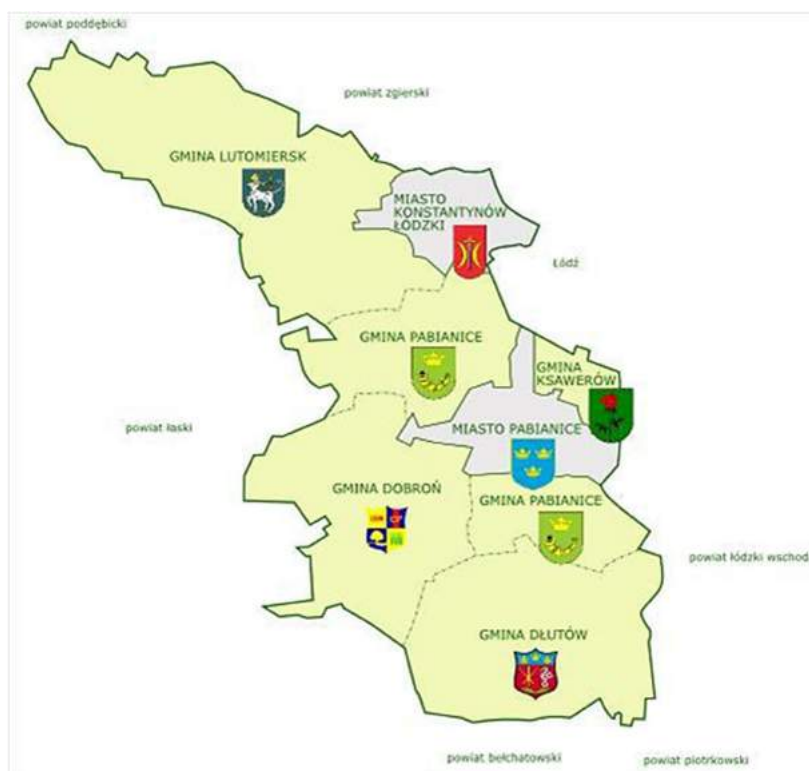 powiat poddębicki
powiat zgierski
GMINA LUTOMIERSK
MIASTO
KONSTANTYNÓW
ŁÓDZKI
Łódź
GMINA PABIANICE
GMINA
KSAWERÓW
powiat łaski
MIASTO PABIANICE
GMINA DOBROŃ
GMINA PABIANICE
powiat łódzki wschod
GMINA DŁUTÓW
powiat bełchatowski
powiat piotrkowski